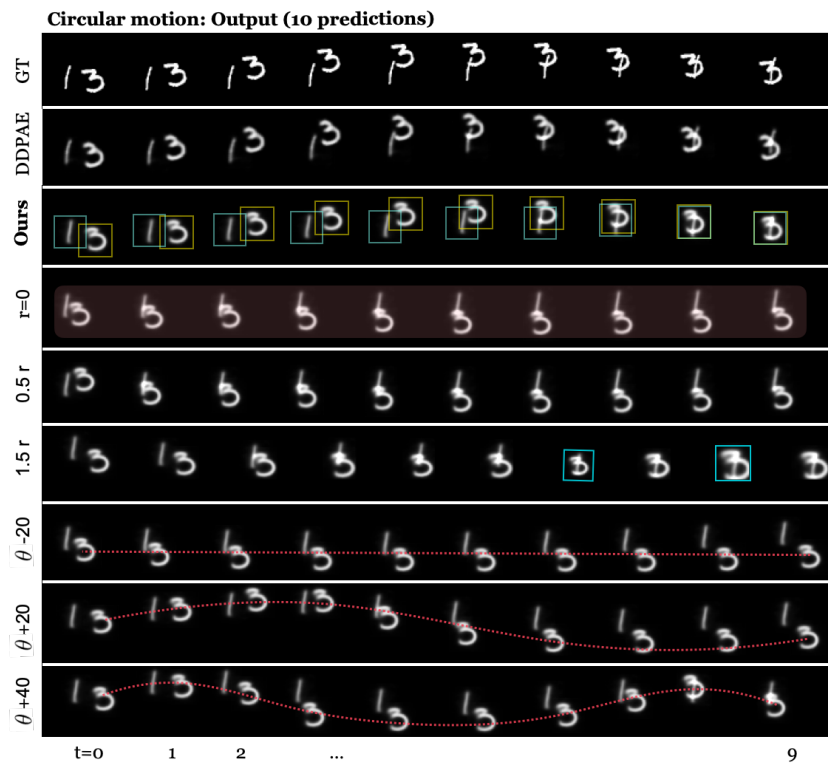 Circular motion: Output (10 predictions)
GT
DDPAE
Ours
r=0
0.5 r
1.5 r
θ-20
θ+20
θ+40
t=0 1 2 ... 9